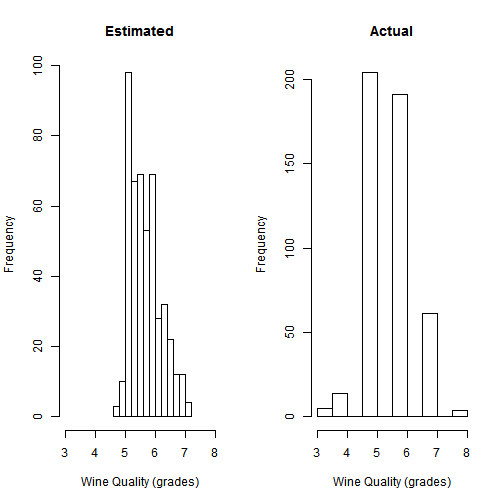 Estimated
Frequency
0 20 40 60 80 100
3 4 5 6 7 8
Wine Quality (grades)
Actual
Frequency
0 50 100 150 200
3 4 5 6 7 8
Wine Quality (grades)